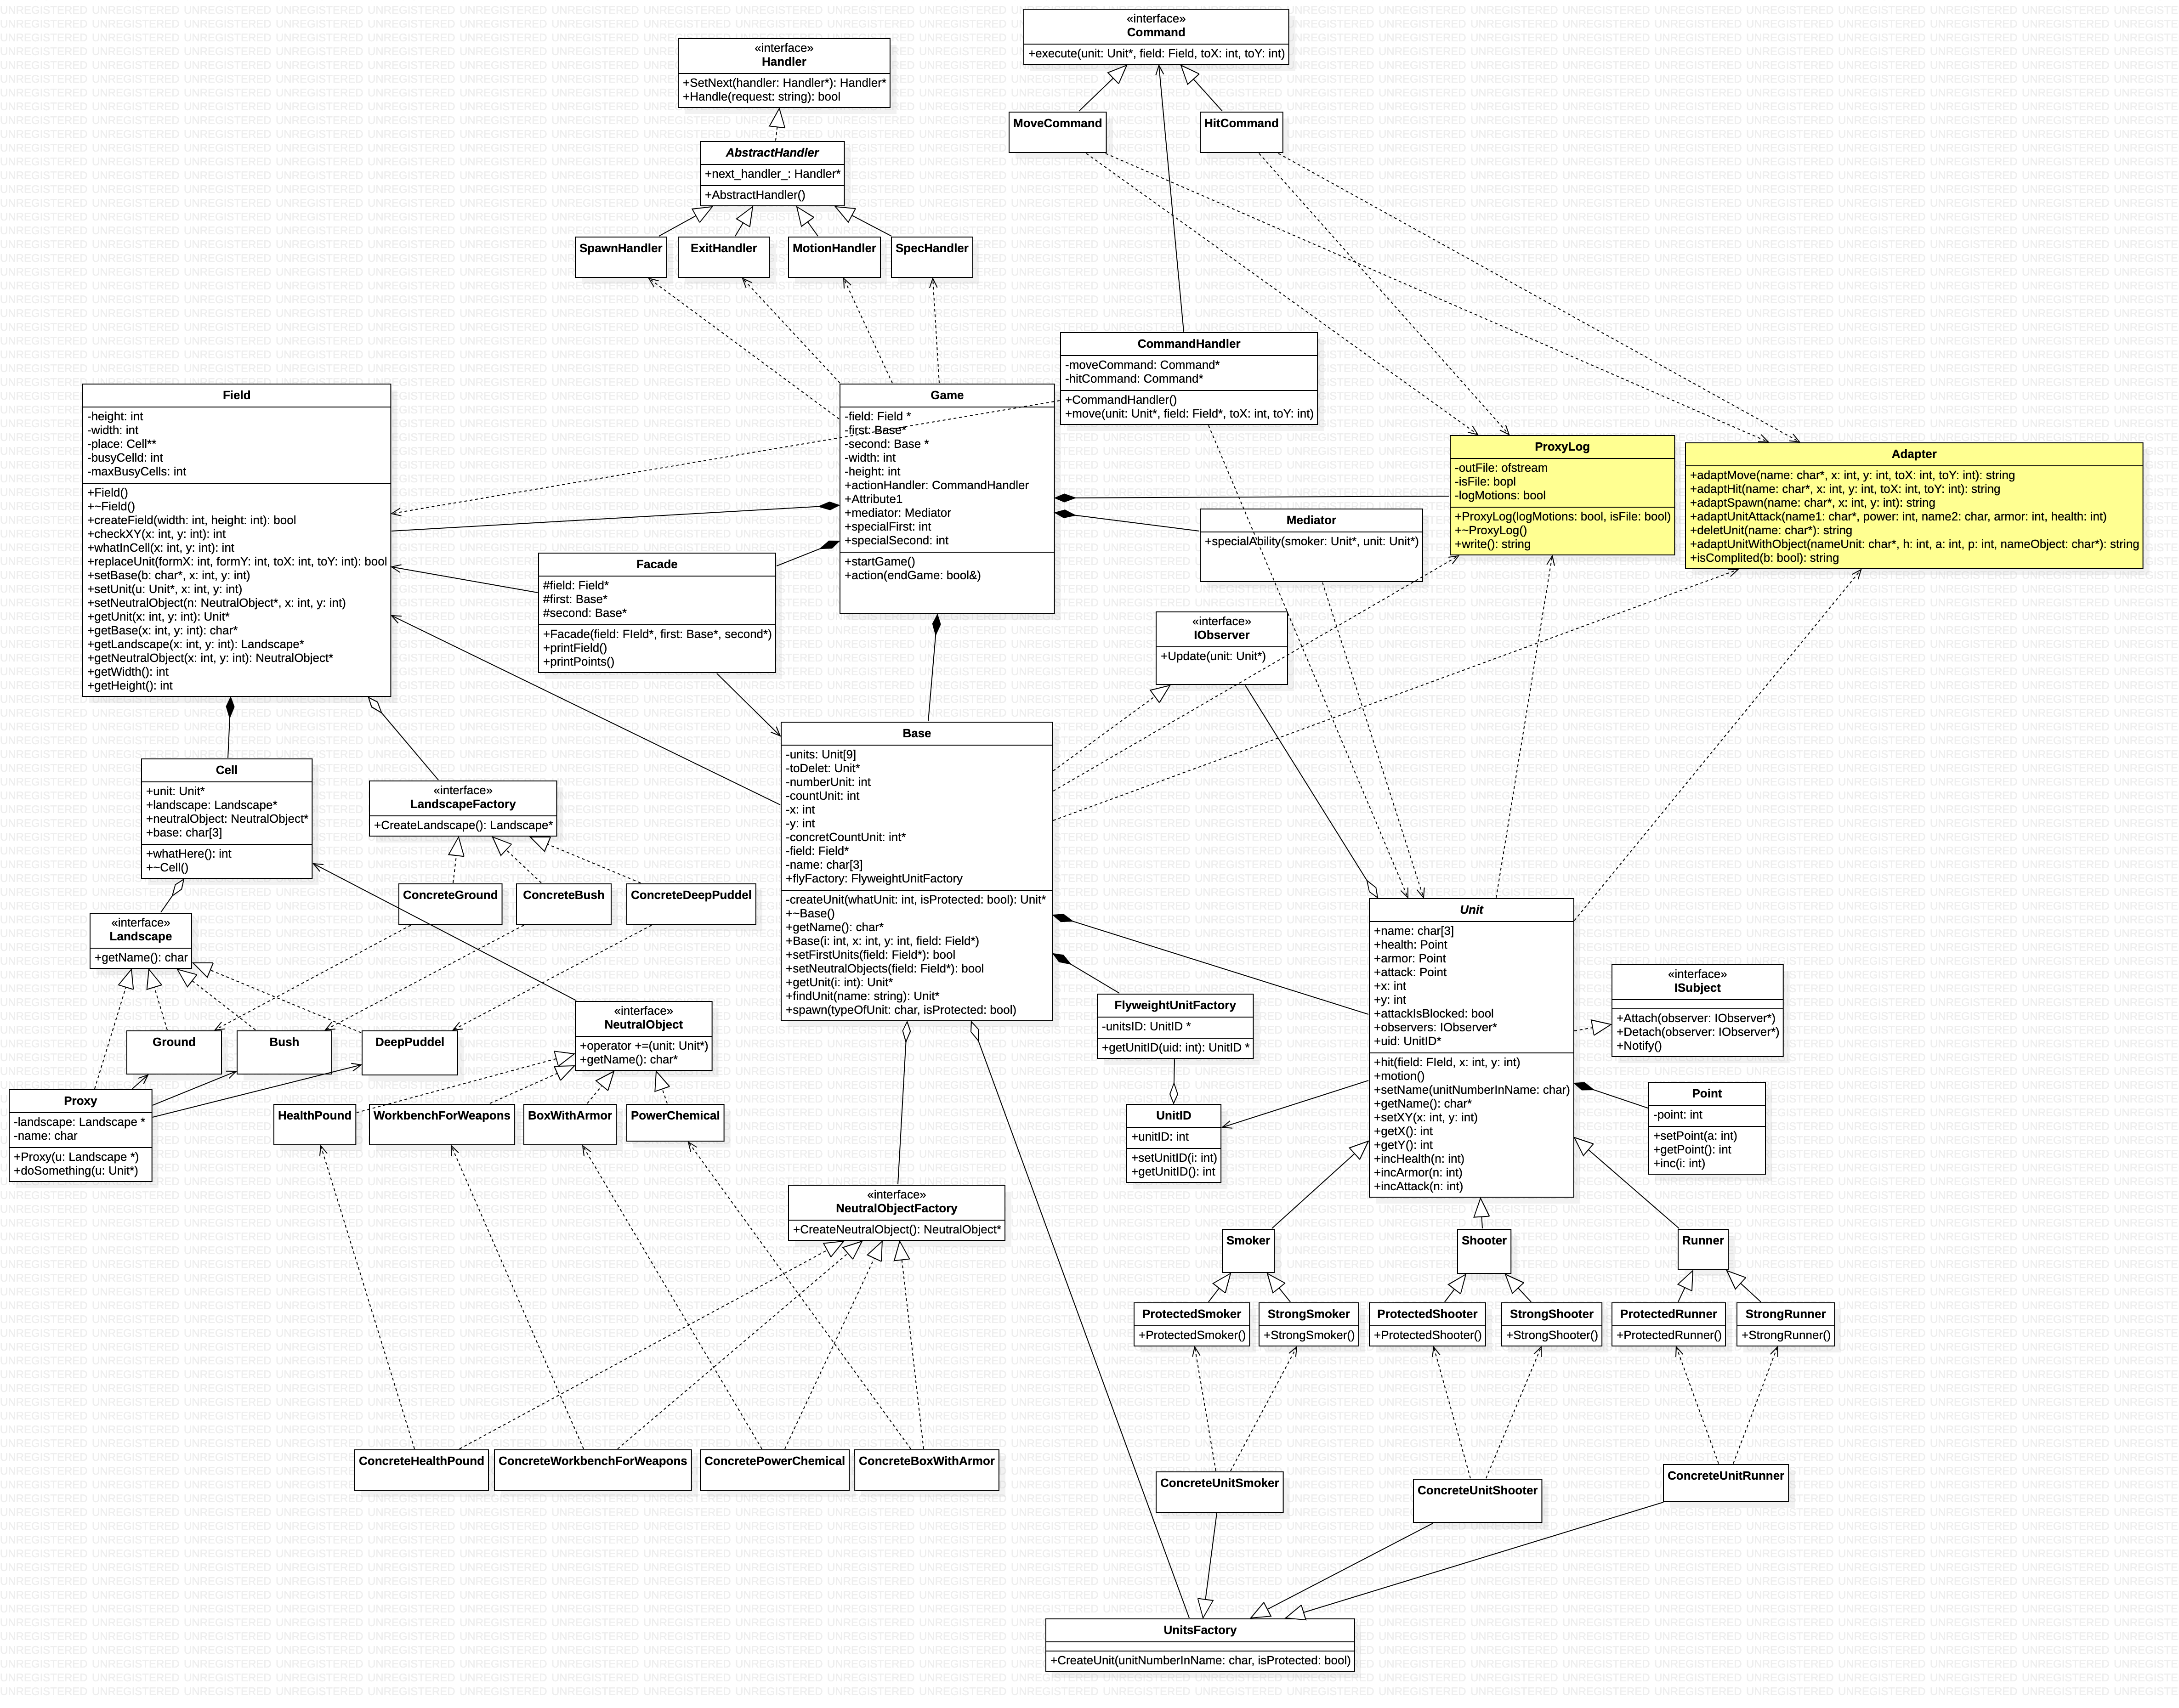 «interface»
Command
+execute(unit: Unit*, field: Field, toX: int, toY: int)
«interface»
Handler
+SetNext(handler: Handler*): Handler*
+Handle(request: string): bool
MoveCommand
HitCommand
AbstractHandler
+next_handler_: Handler*
+AbstractHandler()
SpawnHandler
ExitHandler
MotionHandler
SpecHandler
CommandHandler
-moveCommand: Command*
-hitCommand: Command*
+CommandHandler()
+move(unit: Unit*, field: Field*, toX: int, toY: int)
Field
-height: int
-width: int
-place: Cell**
-busyCelld: int
-maxBusyCells: int
+Field()
+~Field()
+createField(width: int, height: int): bool
+checkXY(x: int, y: int): int
+whatInCell(x: int, y: int): int
+replaceUnit(formX: int, formY: int, toX: int, toY: int): bool
+setBase(b: char*, x: int, y: int)
+setUnit(u: Unit*, x: int, y: int)
+setNeutralObject(n: NeutralObject*, x: int, y: int)
+getUnit(x: int, y: int): Unit*
+getBase(x: int, y: int): char*
+getLandscape(x: int, y: int): Landscape*
+getNeutralObject(x: int, y: int): NeutralObject*
+getWidth(): int
+getHeight(): int
Game
-field: Field *
-first: Base*
-second: Base *
-width: int
-height: int
+actionHandler: CommandHandler
+Attribute1
+mediator: Mediator
+specialFirst: int
+specialSecond: int
+startGame()
+action(endGame: bool&)
ProxyLog
-outFile: ofstream
-isFile: bopl
-logMotions: bool
+ProxyLog(logMotions: bool, isFile: bool)
+~ProxyLog()
+write(): string
Adapter
+adaptMove(name: char*, x: int, y: int, toX: int, toY: int): string
+adaptHit(name: char*, x: int, y: int, toX: int, toY: int): string
+adaptSpawn(name: char*, x: int, y: int): string
+adaptUnitAttack(name1: char*, power: int, name2: char, armor: int, health: int)
+deletUnit(name: char*): string
+adaptUnitWithObject(nameUnit: char*, h: int, a: int, p: int, nameObject: char*): string
+isComplited(b: bool): string
Mediator
+specialAbility(smoker: Unit*, unit: Unit*)
Facade
#field: Field*
#first: Base*
#second: Base*
+Facade(field: FIeld*, first: Base*, second*)
+printField()
+printPoints()
«interface»
IObserver
+Update(unit: Unit*)
Base
-units: Unit[9]
-toDelet: Unit*
-numberUnit: int
-countUnit: int
-x: int
-y: int
-concretCountUnit: int*
-field: Field*
-name: char[3]
+flyFactory: FlyweightUnitFactory
-createUnit(whatUnit: int, isProtected: bool): Unit*
+~Base()
+getName(): char*
+Base(i: int, x: int, y: int, field: Field*)
+setFirstUnits(field: Field*): bool
+setNeutralObjects(field: Field*): bool
+getUnit(i: int): Unit*
+findUnit(name: string): Unit*
+spawn(typeOfUnit: char, isProtected: bool)
Cell
+unit: Unit*
+landscape: Landscape*
+neutralObject: NeutralObject*
+base: char[3]
+whatHere(): int
+~Cell()
«interface»
LandscapeFactory
+CreateLandscape(): Landscape*
ConcreteGround
ConcreteBush
ConcreteDeepPuddel
«interface»
Landscape
+getName(): char
Unit
+name: char[3]
+health: Point
+armor: Point
+attack: Point
+x: int
+y: int
+attackIsBlocked: bool
+observers: IObserver*
+uid: UnitID*
+hit(field: FIeld, x: int, y: int)
+motion()
+setName(unitNumberInName: char)
+getName(): char*
+setXY(x: int, y: int)
+getX(): int
+getY(): int
+incHealth(n: int)
+incArmor(n: int)
+incAttack(n: int)
«interface»
ISubject
+Attach(observer: IObserver*)
+Detach(observer: IObserver*)
+Notify()
FlyweightUnitFactory
-unitsID: UnitID *
+getUnitID(uid: int): UnitID *
«interface»
NeutralObject
+operator +=(unit: Unit*)
+getName(): char*
Ground
Bush
DeepPuddel
Proxy
-landscape: Landscape *
-name: char
+Proxy(u: Landscape *)
+doSomething(u: Unit*)
HealthPound
WorkbenchForWeapons
BoxWithArmor
PowerChemical
UnitID
+unitID: int
+setUnitID(i: int)
+getUnitID(): int
Point
-point: int
+setPoint(a: int)
+getPoint(): int
+inc(i: int)
«interface»
NeutralObjectFactory
+CreateNeutralObject(): NeutralObject*
Smoker
Shooter
Runner
ProtectedSmoker
+ProtectedSmoker()
StrongSmoker
+StrongSmoker()
ProtectedShooter
+ProtectedShooter()
StrongShooter
+StrongShooter()
ProtectedRunner
+ProtectedRunner()
StrongRunner
+StrongRunner()
ConcreteHealthPound
ConcreteWorkbenchForWeapons
ConcretePowerChemical
ConcreteBoxWithArmor
ConcreteUnitSmoker
ConcreteUnitShooter
ConcreteUnitRunner
UnitsFactory
+CreateUnit(unitNumberInName: char, isProtected: bool)